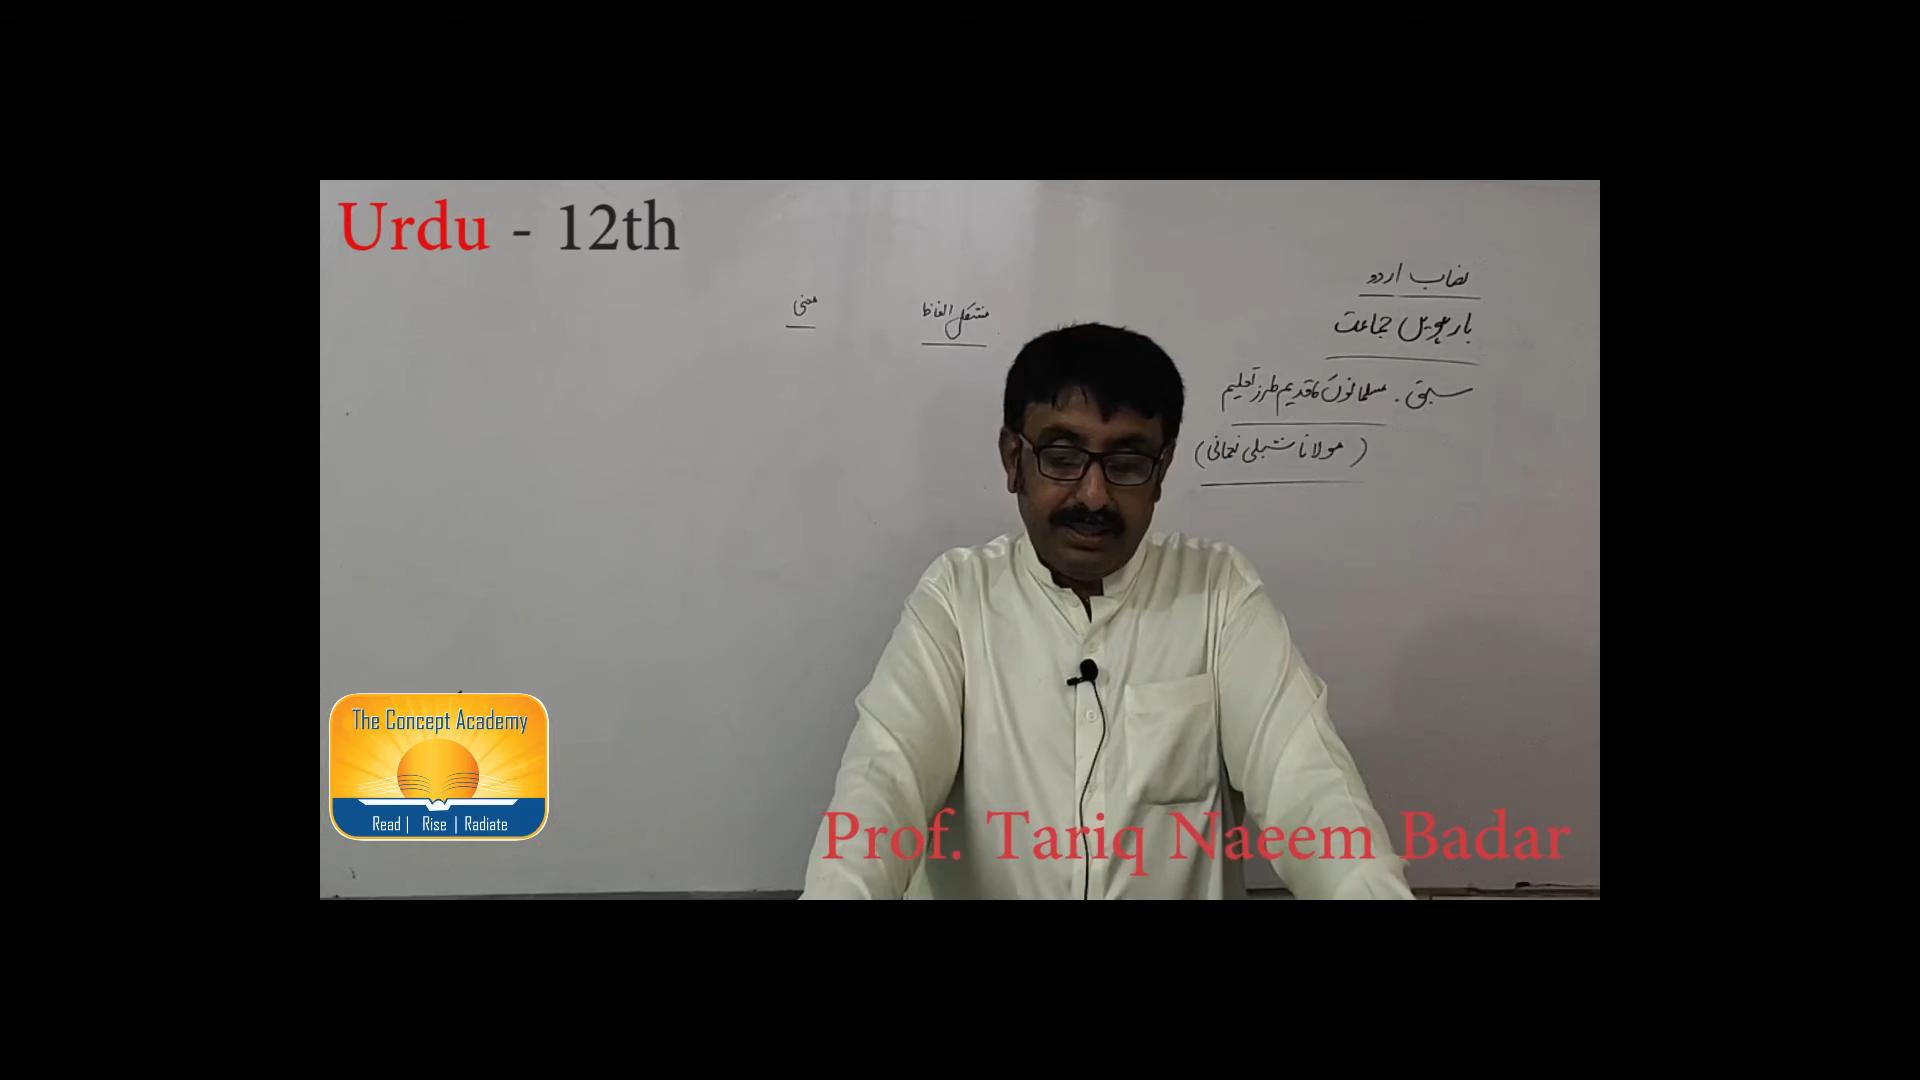 Urdu - 12th
نصاب اردو
بارہویں جماعت
سبق . مسلمانوں کا قدیم طرز تعلیم
( مولانا شبلی نعمانی )
مشکل الفاظ
معنی
The Concept Academy
Read | Rise | Radiate
Prof. Tariq Naeem Badar